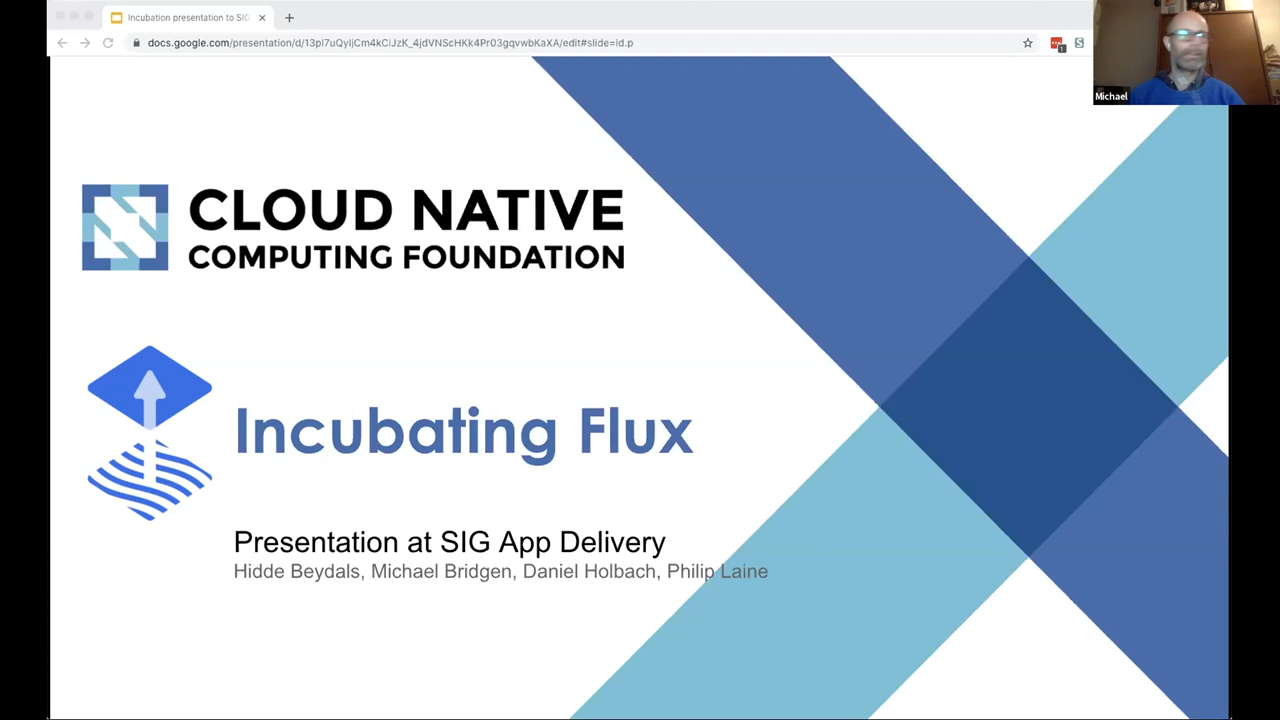 Incubation presentation to SIG
docs.google.com/presentation/d/13pl7uQyljCm4kCiJzK_4jdVNScHKk4Pr03gqvwbKaXA/edit#slide=id.p
1
S
Michael
CLOUD NATIVE
COMPUTING FOUNDATION
Incubating Flux
Presentation at SIG App Delivery
Hidde Beydals, Michael Bridgen, Daniel Holbach, Philip Laine